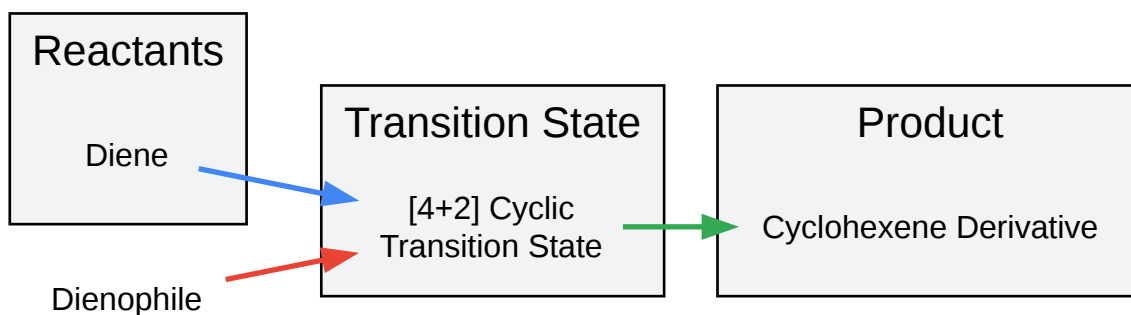 Reactants
Diene
Dienophile
Transition State
[4+2] Cyclic
Transition State
Product
Cyclohexene Derivative